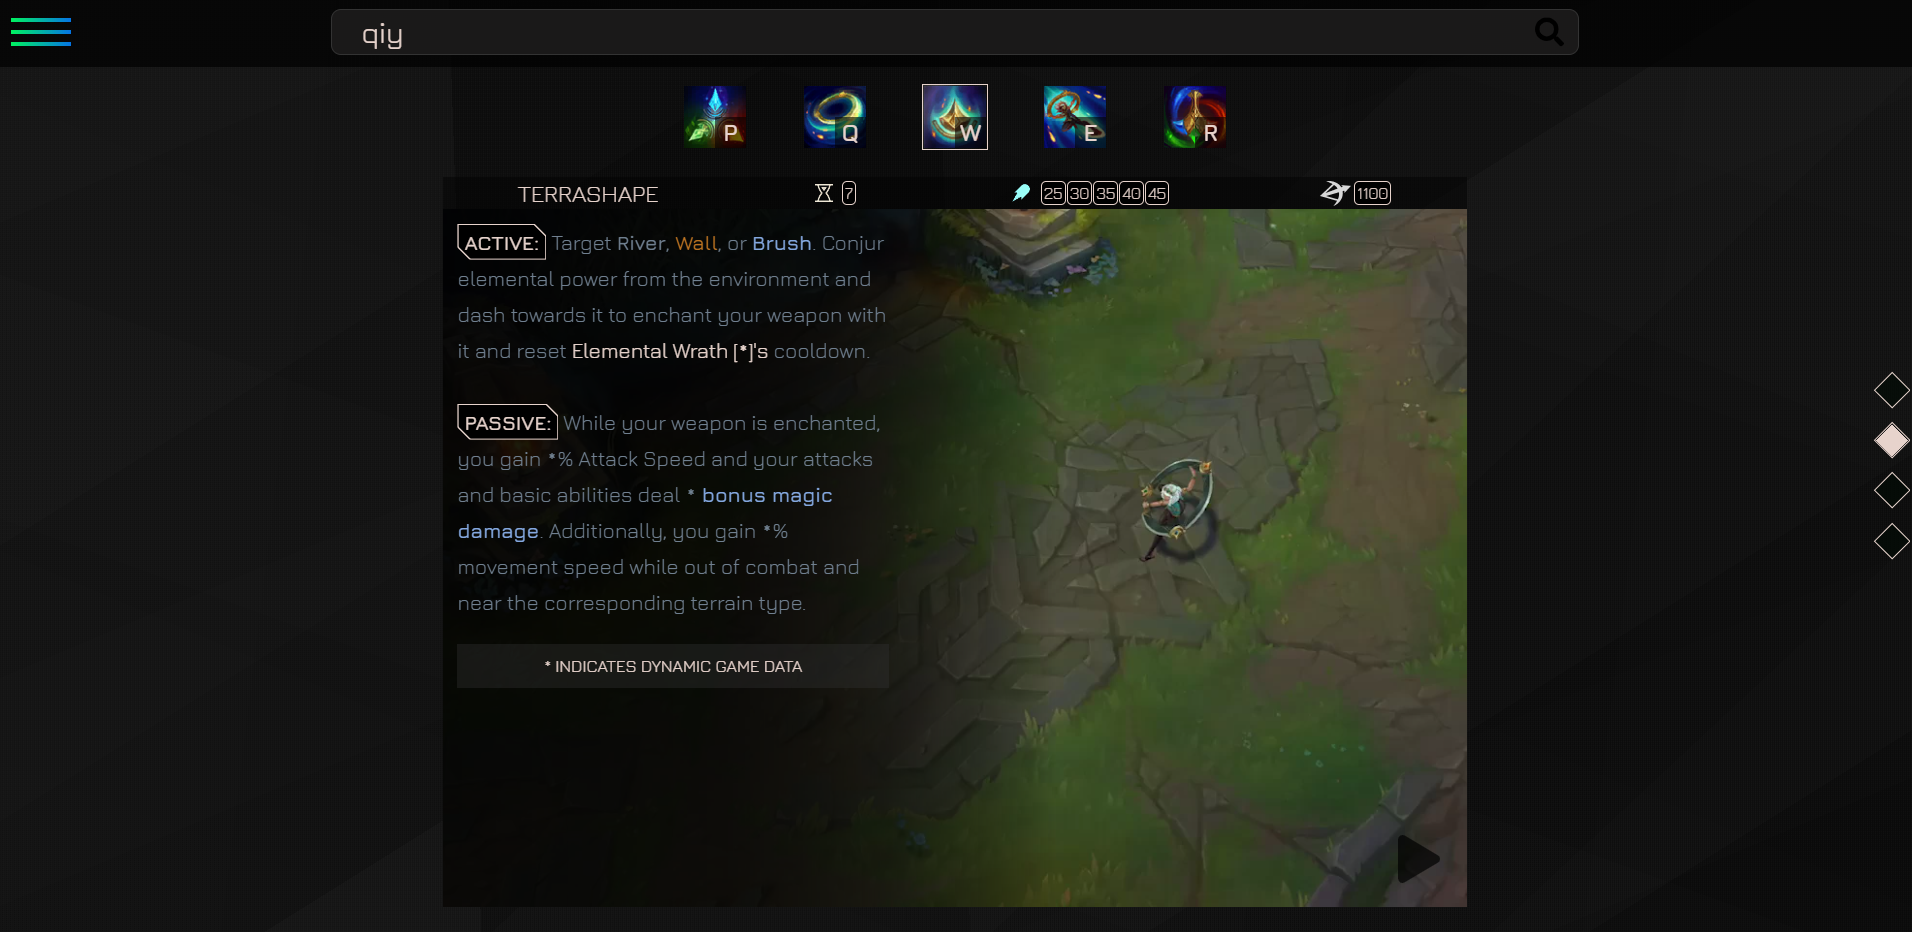 qiy
P
Q
W
E
R
TERRASHAPE
7
25 30 35 40 45
1100
ACTIVE: Target River, Wall, or Brush. Conjur
elemental power from the environment and
dash towards it to enchant your weapon with
it and reset Elemental Wrath [*]'s cooldown.
PASSIVE: While your weapon is enchanted,
you gain *% Attack Speed and your attacks
and basic abilities deal * bonus magic
damage. Additionally, you gain *%
movement speed while out of combat and
near the corresponding terrain type.
* INDICATES DYNAMIC GAME DATA